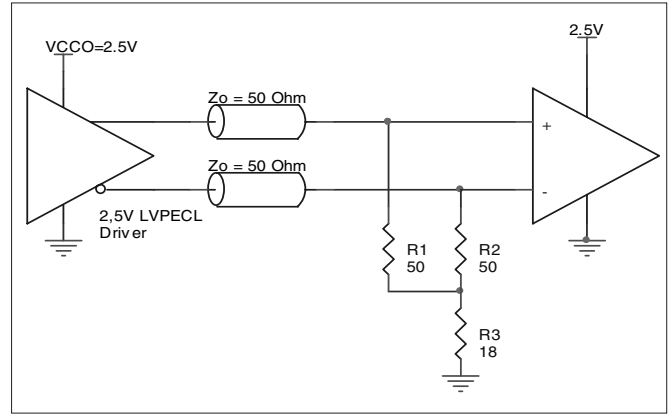 VCCO=2.5V
2.5V
Zo = 50 Ohm
+
Zo = 50 Ohm
-
2,5V LVPECL
Driver
R1
50
R2
50
R3
18